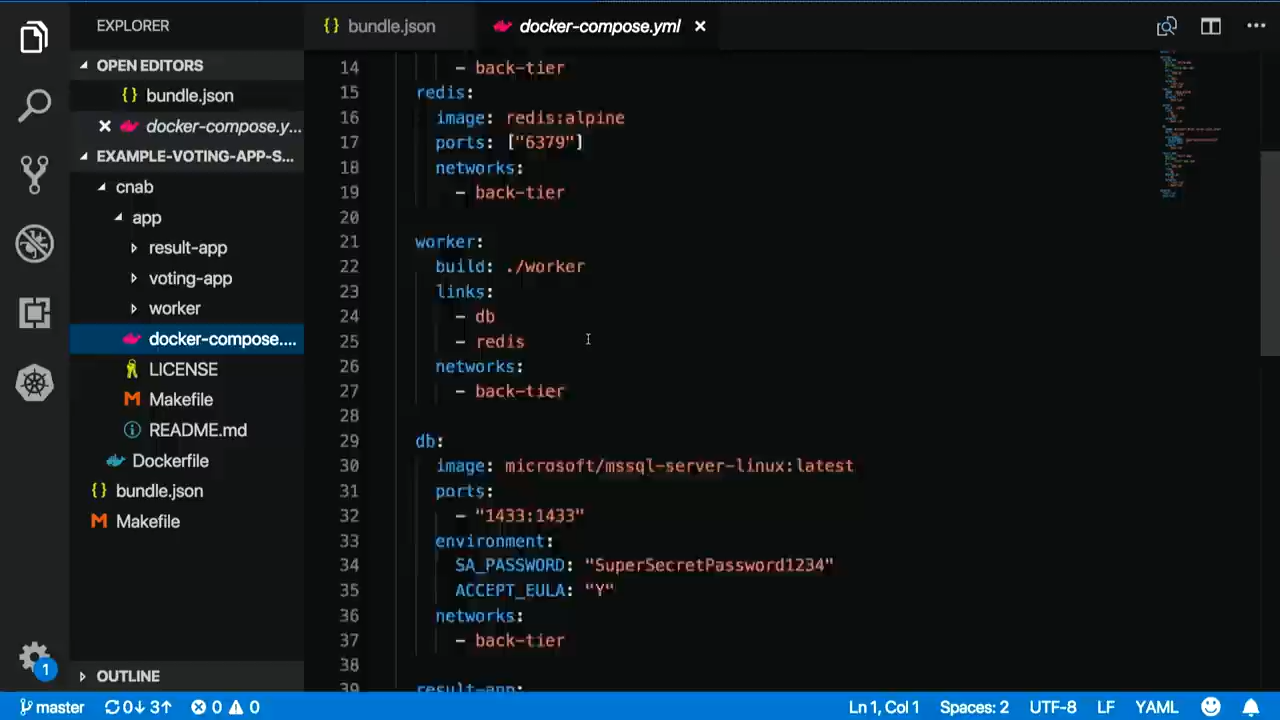 EXPLORER
OPEN EDITORS
bundle.json
docker-compose.y...
EXAMPLE-VOTING-APP-S...
cnab
app
result-app
voting-app
worker
docker-compose....
LICENSE
Makefile
README.md
Dockerfile
bundle.json
Makefile
OUTLINE
bundle.json
docker-compose.yml
14 - back-tier
15 redis:
16 image: redis:alpine
17 ports: ["6379"]
18 networks:
19 - back-tier
20
21 worker:
22 build: ./worker
23 links:
24 - db
25 - redis
26 networks:
27 - back-tier
28
29 db:
30 image: microsoft/mssql-server-linux:latest
31 ports:
32 - "1433:1433"
33 environment:
34 SA_PASSWORD: "SuperSecretPassword1234"
35 ACCEPT_EULA: "Y"
36 networks:
37 - back-tier
38
39 result-app:
1
master 0↓ 3↑ 0 0 Ln 1, Col 1 Spaces: 2 UTF-8 LF YAML